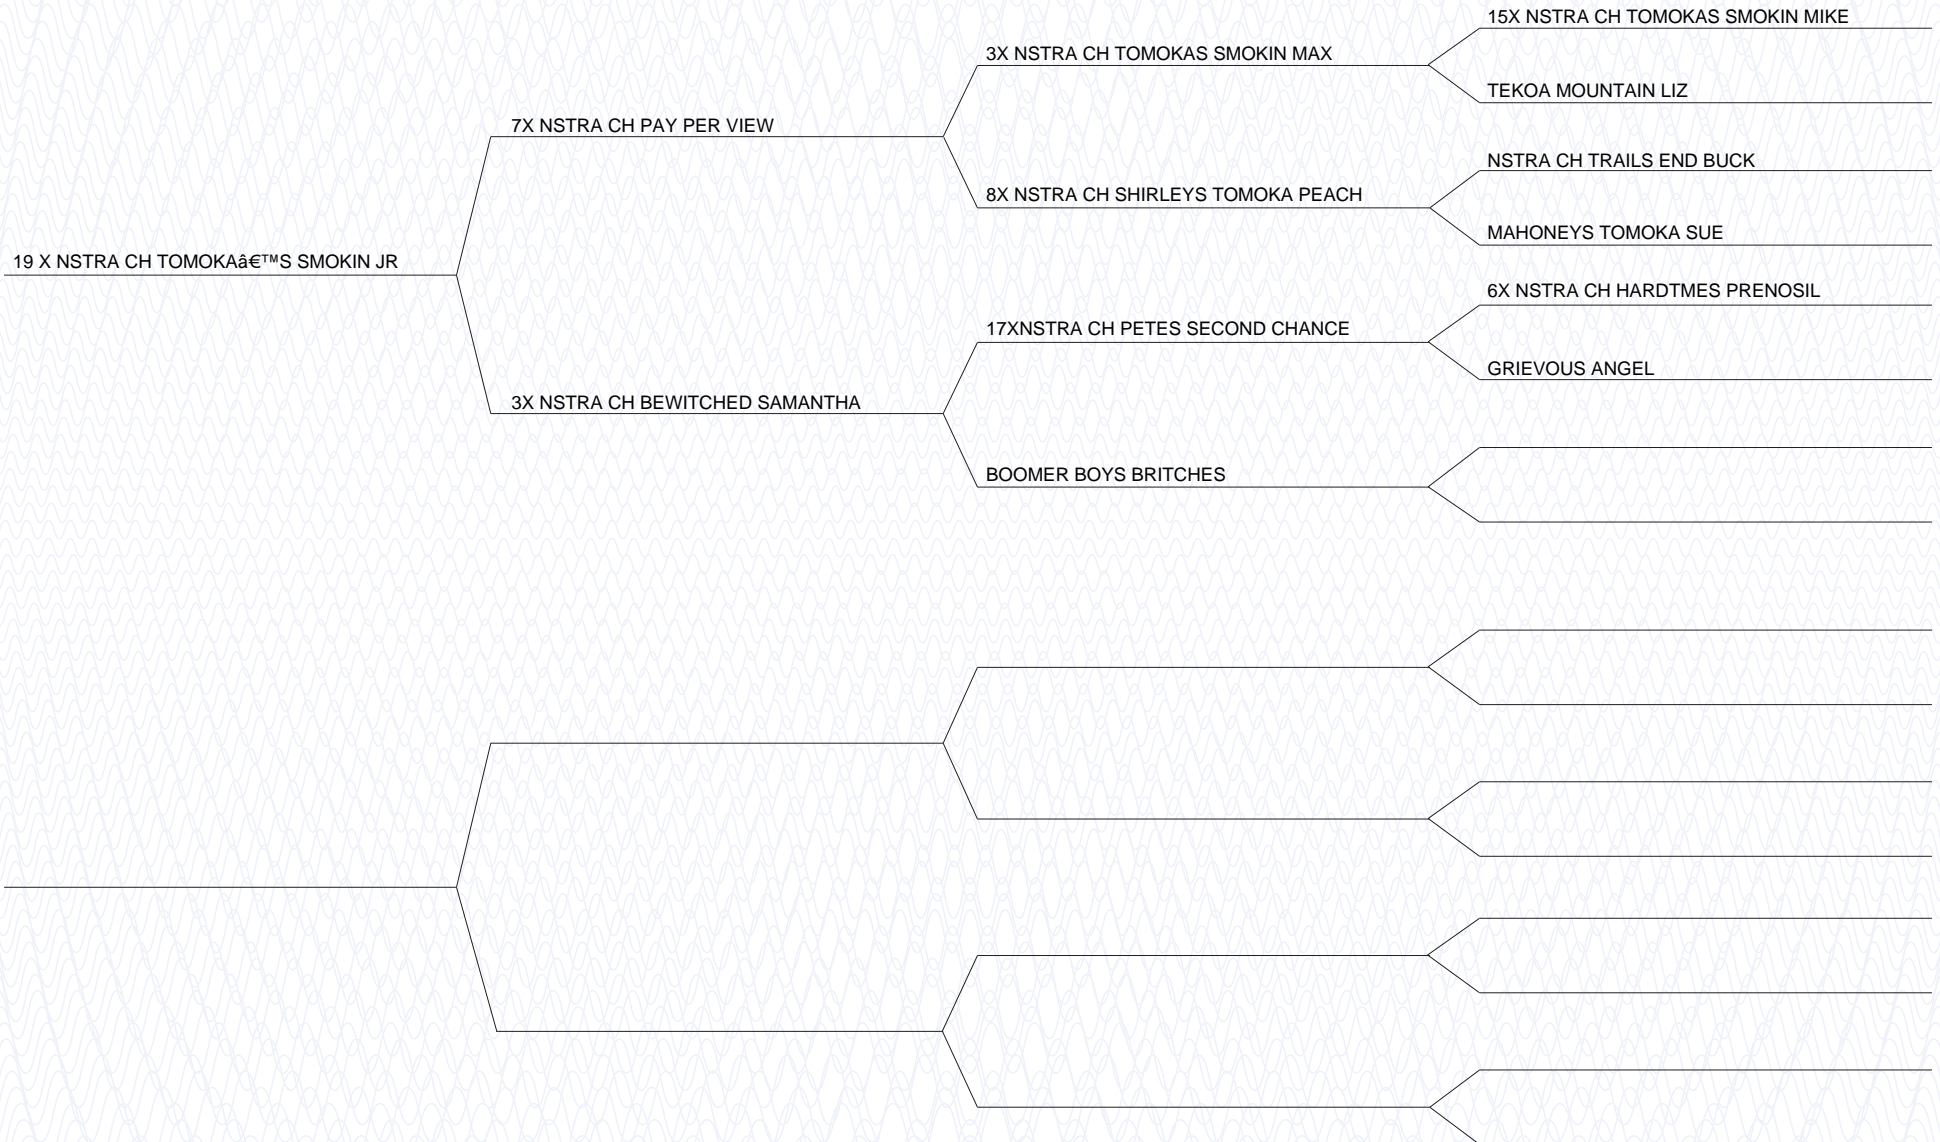 15X NSTRA CH TOMOKAS SMOKIN MIKE
3X NSTRA CH TOMOKAS SMOKIN MAX
TEKOA MOUNTAIN LIZ
7X NSTRA CH PAY PER VIEW
NSTRA CH TRAILS END BUCK
8X NSTRA CH SHIRLEYS TOMOKA PEACH
MAHONEYS TOMOKA SUE
19 X NSTRA CH TOMOKAâ€™S SMOKIN JR
6X NSTRA CH HARDTMES PRENOSIL
17XNSTRA CH PETES SECOND CHANCE
GRIEVOUS ANGEL
3X NSTRA CH BEWITCHED SAMANTHA
BOOMER BOYS BRITCHES